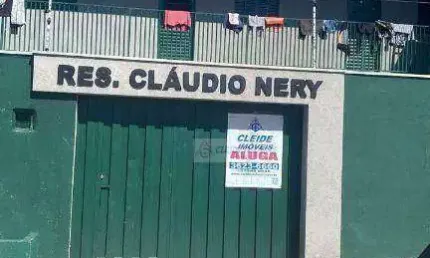 RES. CLÁUDIO NERY
CLEIDE
IMÓVEIS
ALUGA